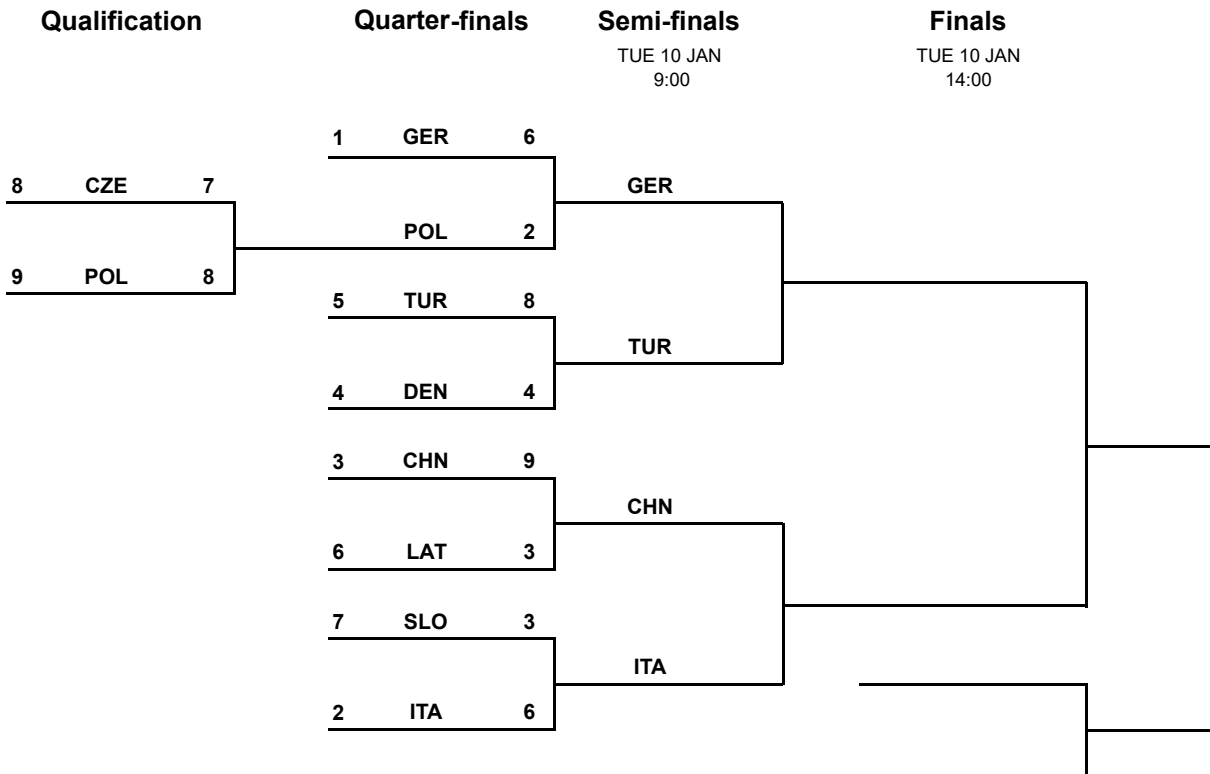 Qualification Quarter-finals Semi-finals Finals
TUE 10 JAN TUE 10 JAN
9:00 14:00
1 GER 6
8 CZE 7 GER
POL 2
9 POL 8
5 TUR 8
TUR
4 DEN 4
3 CHN 9
CHN
6 LAT 3
7 SLO 3
ITA
2 ITA 6